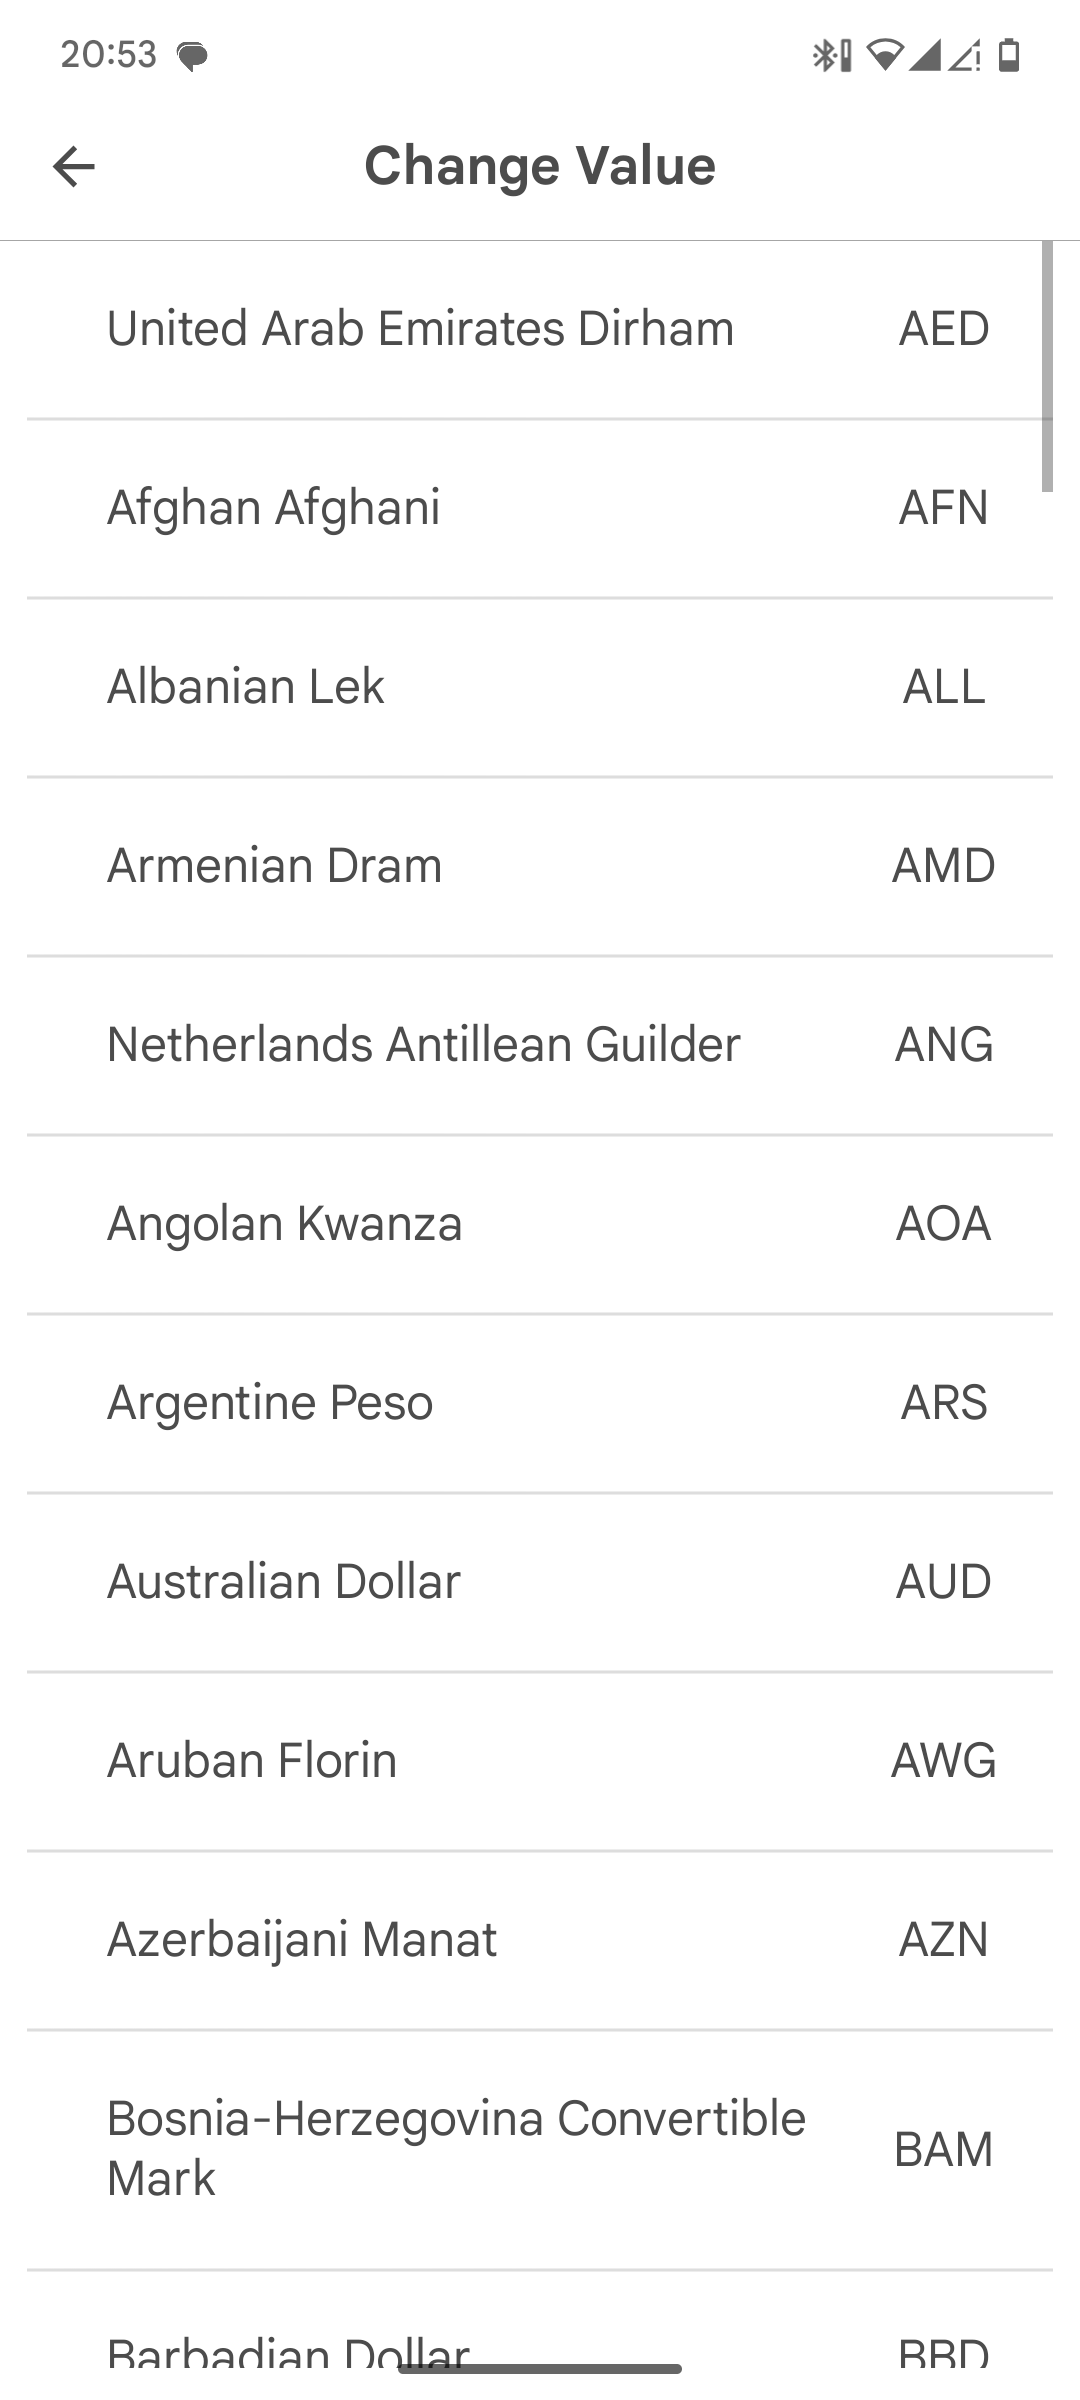 20:53
Change Value
United Arab Emirates Dirham AED
Afghan Afghani AFN
Albanian Lek ALL
Armenian Dram AMD
Netherlands Antillean Guilder ANG
Angolan Kwanza AOA
Argentine Peso ARS
Australian Dollar AUD
Aruban Florin AWG
Azerbaijani Manat AZN
Bosnia-Herzegovina Convertible
Mark BAM
Barbadian Dollar BBD